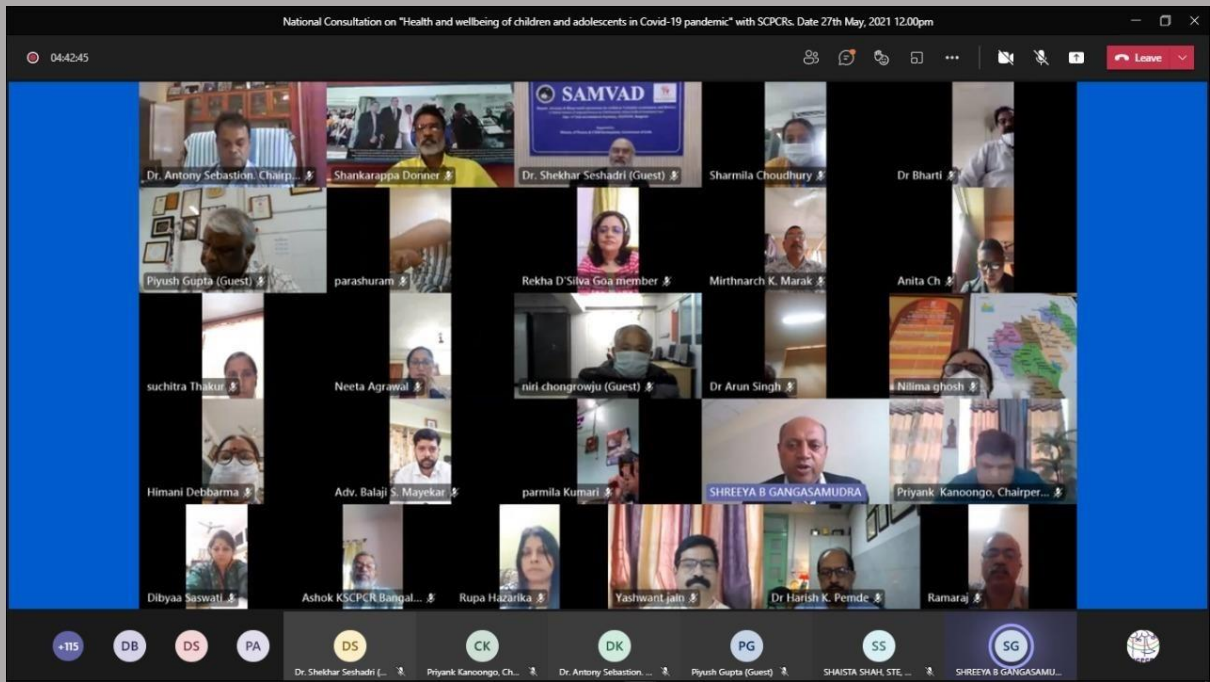 National Consultation on "Health and wellbeing of children and adolescents in Covid-19 pandemic" with SCPCRs. Date 27th May, 2021 12.00pm
04:42:45
Leave
SAMVAD
Dr. Antony Sebastion. Chairp...
Shankarappa Donner
Dr. Shekhar Seshadri (Guest)
Sharmila Choudhury
Dr Bharti
Piyush Gupta (Guest)
parashuram
Rekha D`Silva Goa member
Mirthnarch K. Marak
Anita Ch
suchitra Thakur
Neeta Agrawal
niri chongrowju (Guest)
Dr Arun Singh
Nilima ghosh
Himani Debbarma
Adv. Balaji S. Mayekar
parmila Kumari
SHREEYA B GANGASAMUDRA
Priyank Kanoongo, Chairper...
Dibyaa Saswati
Ashok KSCPCR Bangal...
Rupa Hazarika
Yashwant jain
Dr Harish K. Pemde
Ramaraj
+115
DB
DS
PA
DS
CK
DK
PG
SS
SG
Dr. Shekhar Seshadri (...
Priyank Kanoongo, Ch...
Dr. Antony Sebastion. ...
Piyush Gupta (Guest)
SHAISTA SHAH, STE, ...
SHREEYA B GANGASAMU...